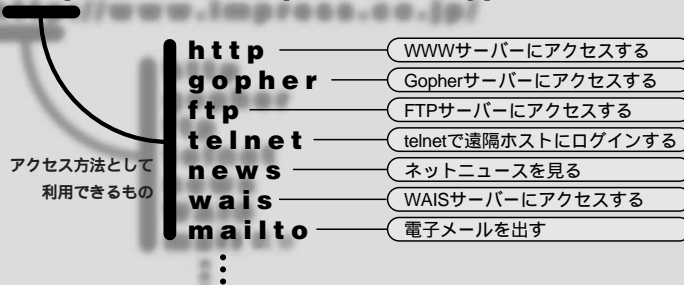 //www.impress.co.jp/
http WWWサーバーにアクセスする
gopher Gopherサーバーにアクセスする
ftp FTPサーバーにアクセスする
telnet telnetで遠隔ホストにログインする
アクセス方法として
news ネットニュースを見る
利用できるもの
wais WAISサーバーにアクセスする
mailto 電子メールを出す